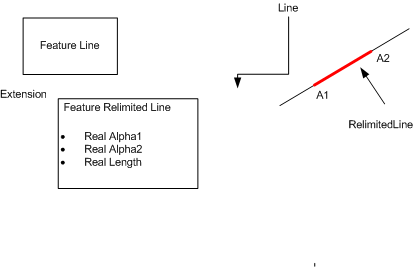 Line
Feature Line
A2
Extension
A1
Feature Relimited Line
RelimitedLine
• Real Alpha1
• Real Alpha2
• Real Length